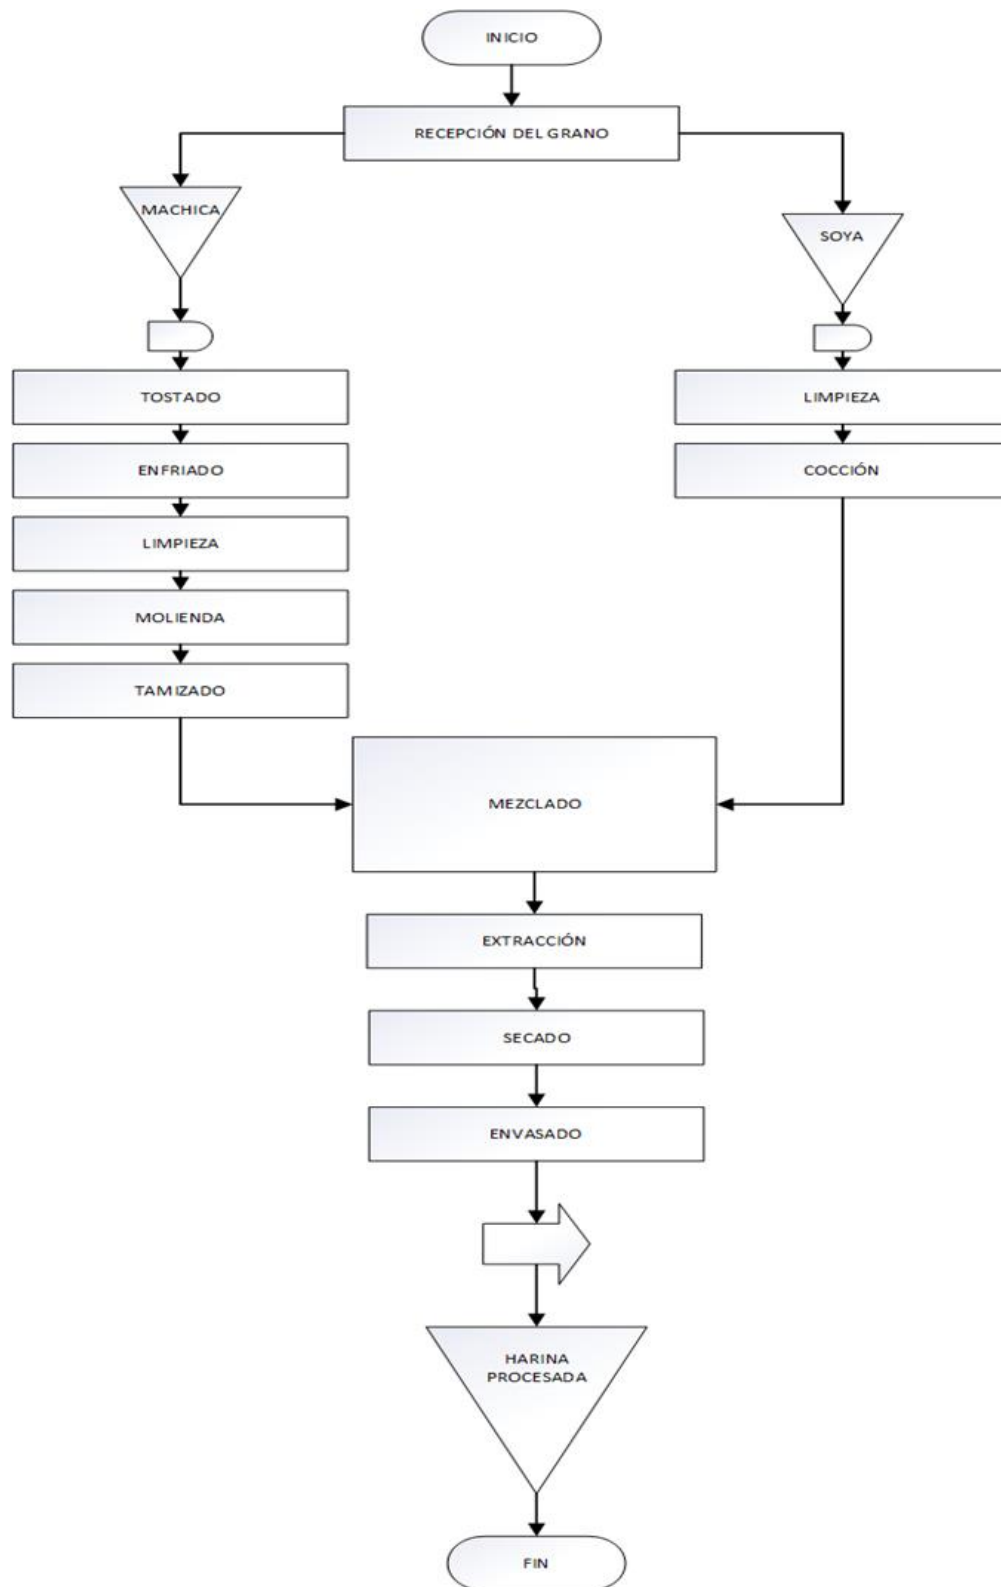 INICIO
RECEPCIÓN DEL GRANO
MACHICA
SOYA
TOSTADO
LIMPIEZA
ENFRIADO
COCCIÓN
LIMPIEZA
MOLIENDA
TAMIZADO
MEZCLADO
EXTRACCIÓN
SECADO
ENVASADO
HARINA
PROCESADA
FIN